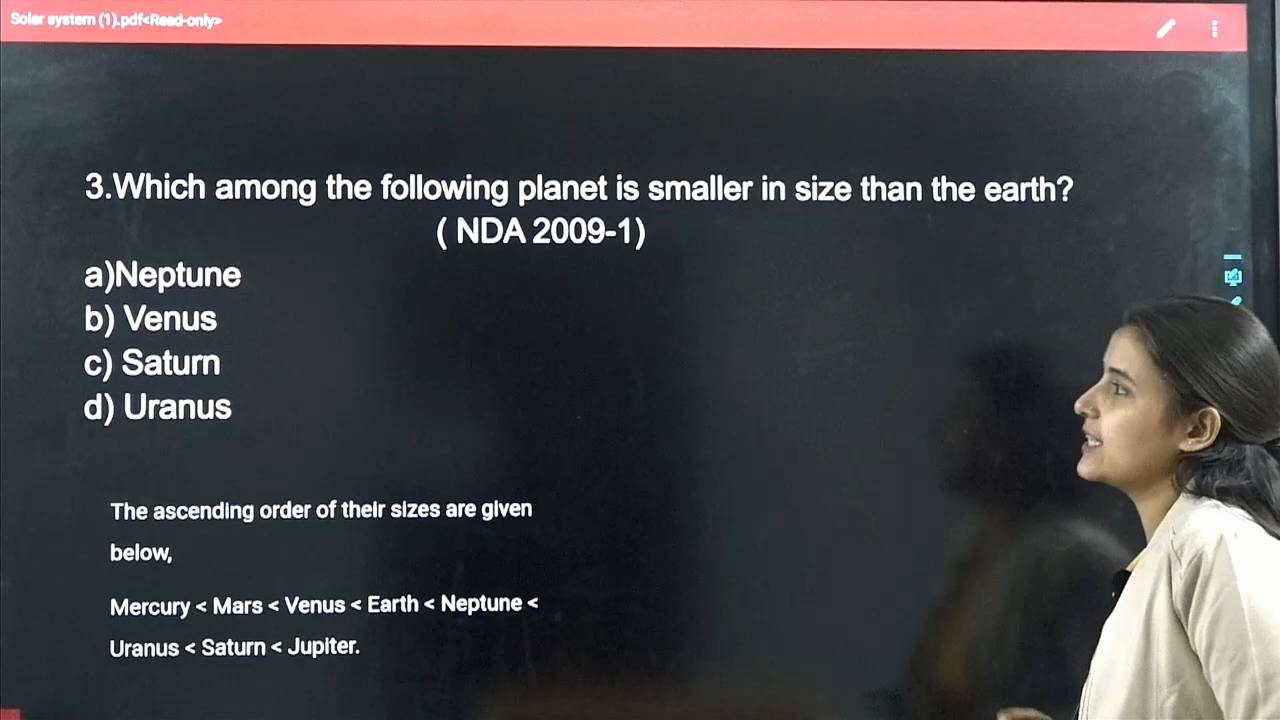 Solar system (1).pdf<Read-only>
3.Which among the following planet is smaller in size than the earth?
( NDA 2009-1)
a)Neptune
b) Venus
c) Saturn
d) Uranus
The ascending order of their sizes are given
below,
Mercury < Mars < Venus < Earth < Neptune <
Uranus < Saturn < Jupiter.